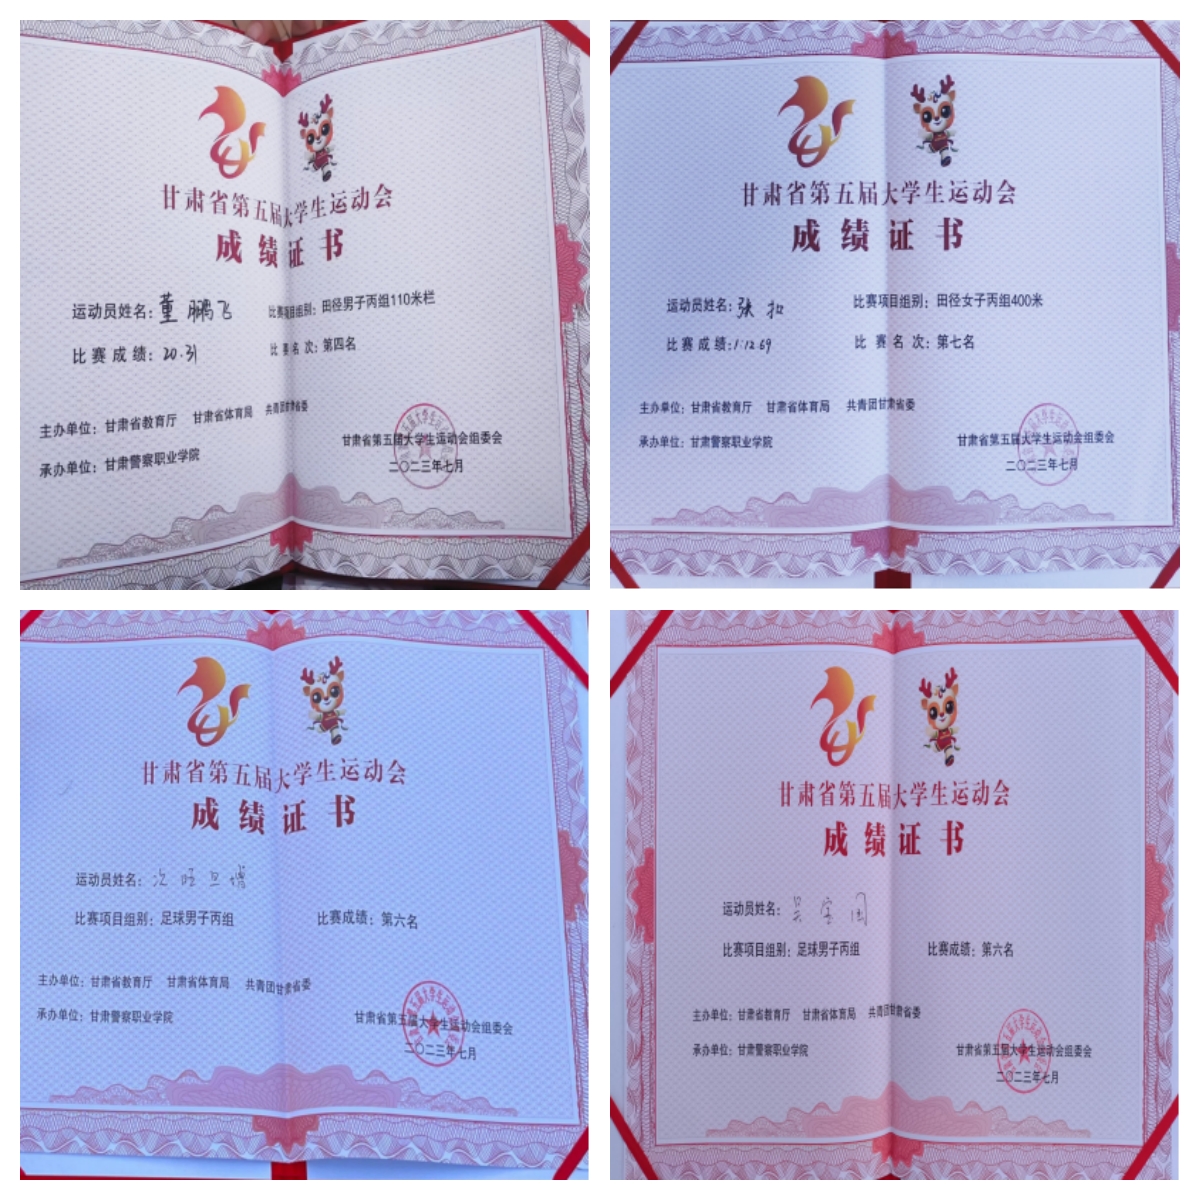 甘肃省第五届大学生运动会
成绩证书
运动员姓名：董鹏飞 比赛项目组别：田径男子丙组110米栏
比赛成绩：20.31 比赛名次：第四名
主办单位：甘肃省教育厅 甘肃省体育局 共青团甘肃省委
承办单位：甘肃警察职业学院
甘肃省第五届大学生运动会组委会
二〇二三年七月
甘肃省第五届大学生运动会
成绩证书
运动员姓名：张 比赛项目组别：田径女子丙组400米
比赛成绩：1:12.69 比赛名次：第七名
主办单位：甘肃省教育厅 甘肃省体育局 共青团甘肃省委
承办单位：甘肃警察职业学院
甘肃省第五届大学生运动会组委会
二〇二三年七月
甘肃省第五届大学生运动会
成绩证书
运动员姓名：次旺旦增
比赛项目组别：足球男子丙组 比赛成绩：第六名
主办单位：甘肃省教育厅 甘肃省体育局 共青团甘肃省委
承办单位：甘肃警察职业学院
甘肃省第五届大学生运动会组委会
二〇二三年七月
甘肃省第五届大学生运动会
成绩证书
运动员姓名：吴宝国
比赛项目组别：足球男子丙组 比赛成绩：第六名
主办单位：甘肃省教育厅 甘肃省体育局 共青团甘肃省委
承办单位：甘肃警察职业学院
甘肃省第五届大学生运动会组委会
二〇二三年七月